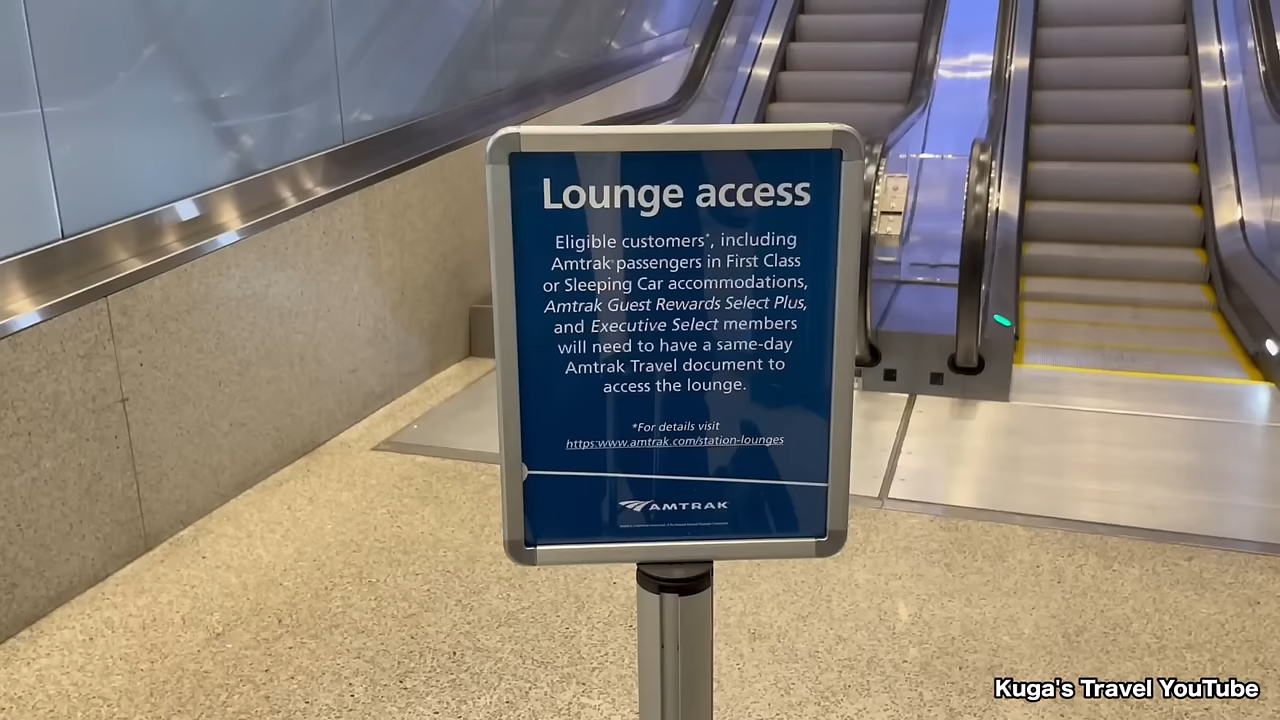 Lounge access
Eligible customers*, including
Amtrak® passengers in First Class
or Sleeping Car accommodations,
Amtrak Guest Rewards Select Plus,
and Executive Select members
will need to have a same-day
Amtrak Travel document to
access the lounge.
*For details visit
https:www.amtrak.com/station-lounges
AMTRAK
Kuga's Travel YouTube